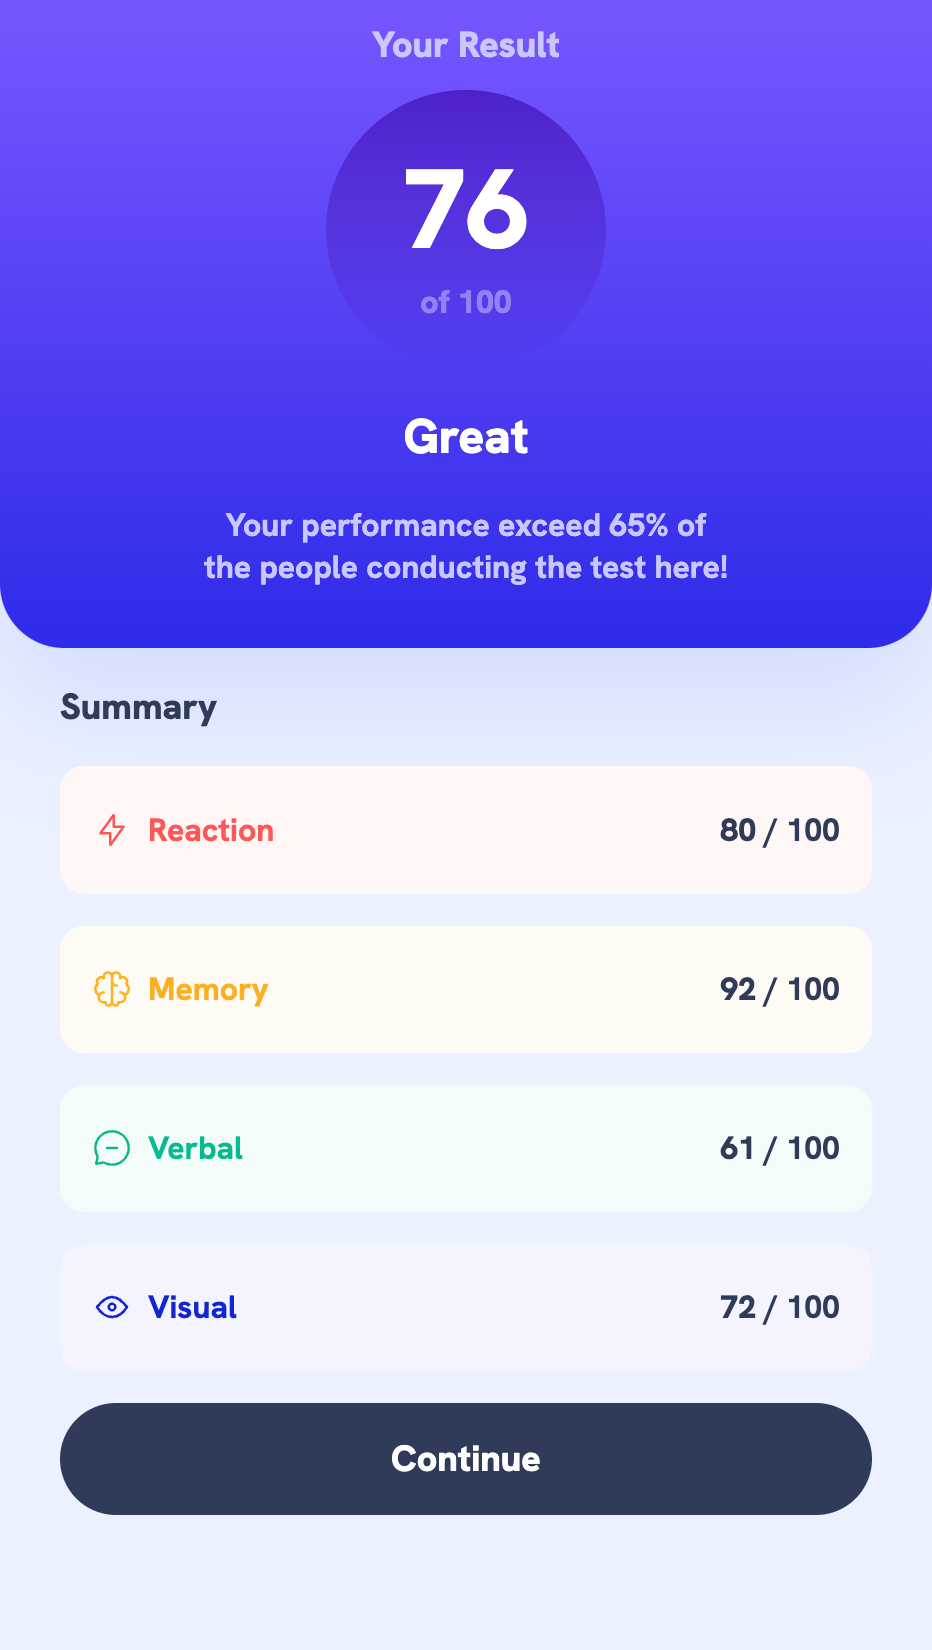 Your Result
76
of 100
Great
Your performance exceed 65% of
the people conducting the test here!
Summary
Reaction 80 / 100
Memory 92 / 100
Verbal 61 / 100
Visual 72 / 100
Continue